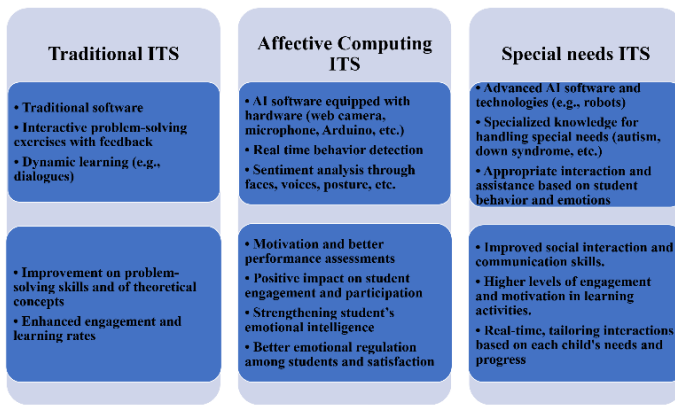 Traditional ITS
• Traditional software
• Interactive problem-solving
exercises with feedback
• Dynamic learning (e.g.,
dialogues)
• Improvement on problem-
solving skills and of theoretical
concepts
• Enhanced engagement and
learning rates
Affective Computing
ITS
• AI software equipped with
hardware (web camera,
microphone, Arduino, etc.)
• Real time behavior detection
• Sentiment analysis through
faces, voices, posture, etc.
• Motivation and better
performance assessments
• Positive impact on student
engagement and participation
• Strengthening student's
emotional intelligence
• Better emotional regulation
among students and satisfaction
Special needs ITS
• Advanced AI software and
technologies (e.g., robots)
• Specialized knowledge for
handling special needs (autism,
down syndrome, etc.)
• Appropriate interaction and
assistance based on student
behavior and emotions
• Improved social interaction and
communication skills.
• Higher levels of engagement
and motivation in learning
activities.
• Real-time, tailoring interactions
based on each child's needs and
progress